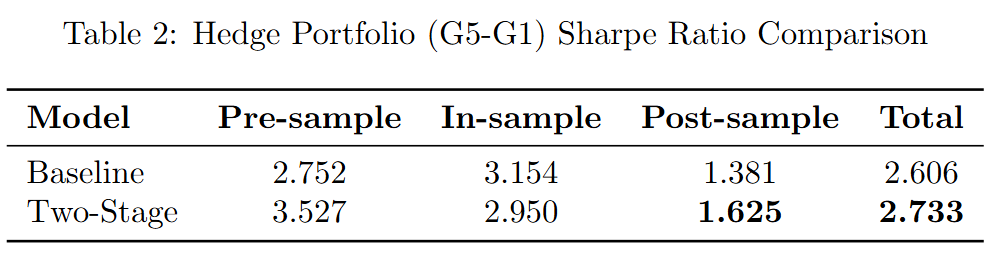 Table 2: Hedge Portfolio (G5-G1) Sharpe Ratio Comparison
Model Pre-sample In-sample Post-sample Total
Baseline 2.752 3.154 1.381 2.606
Two-Stage 3.527 2.950 1.625 2.733